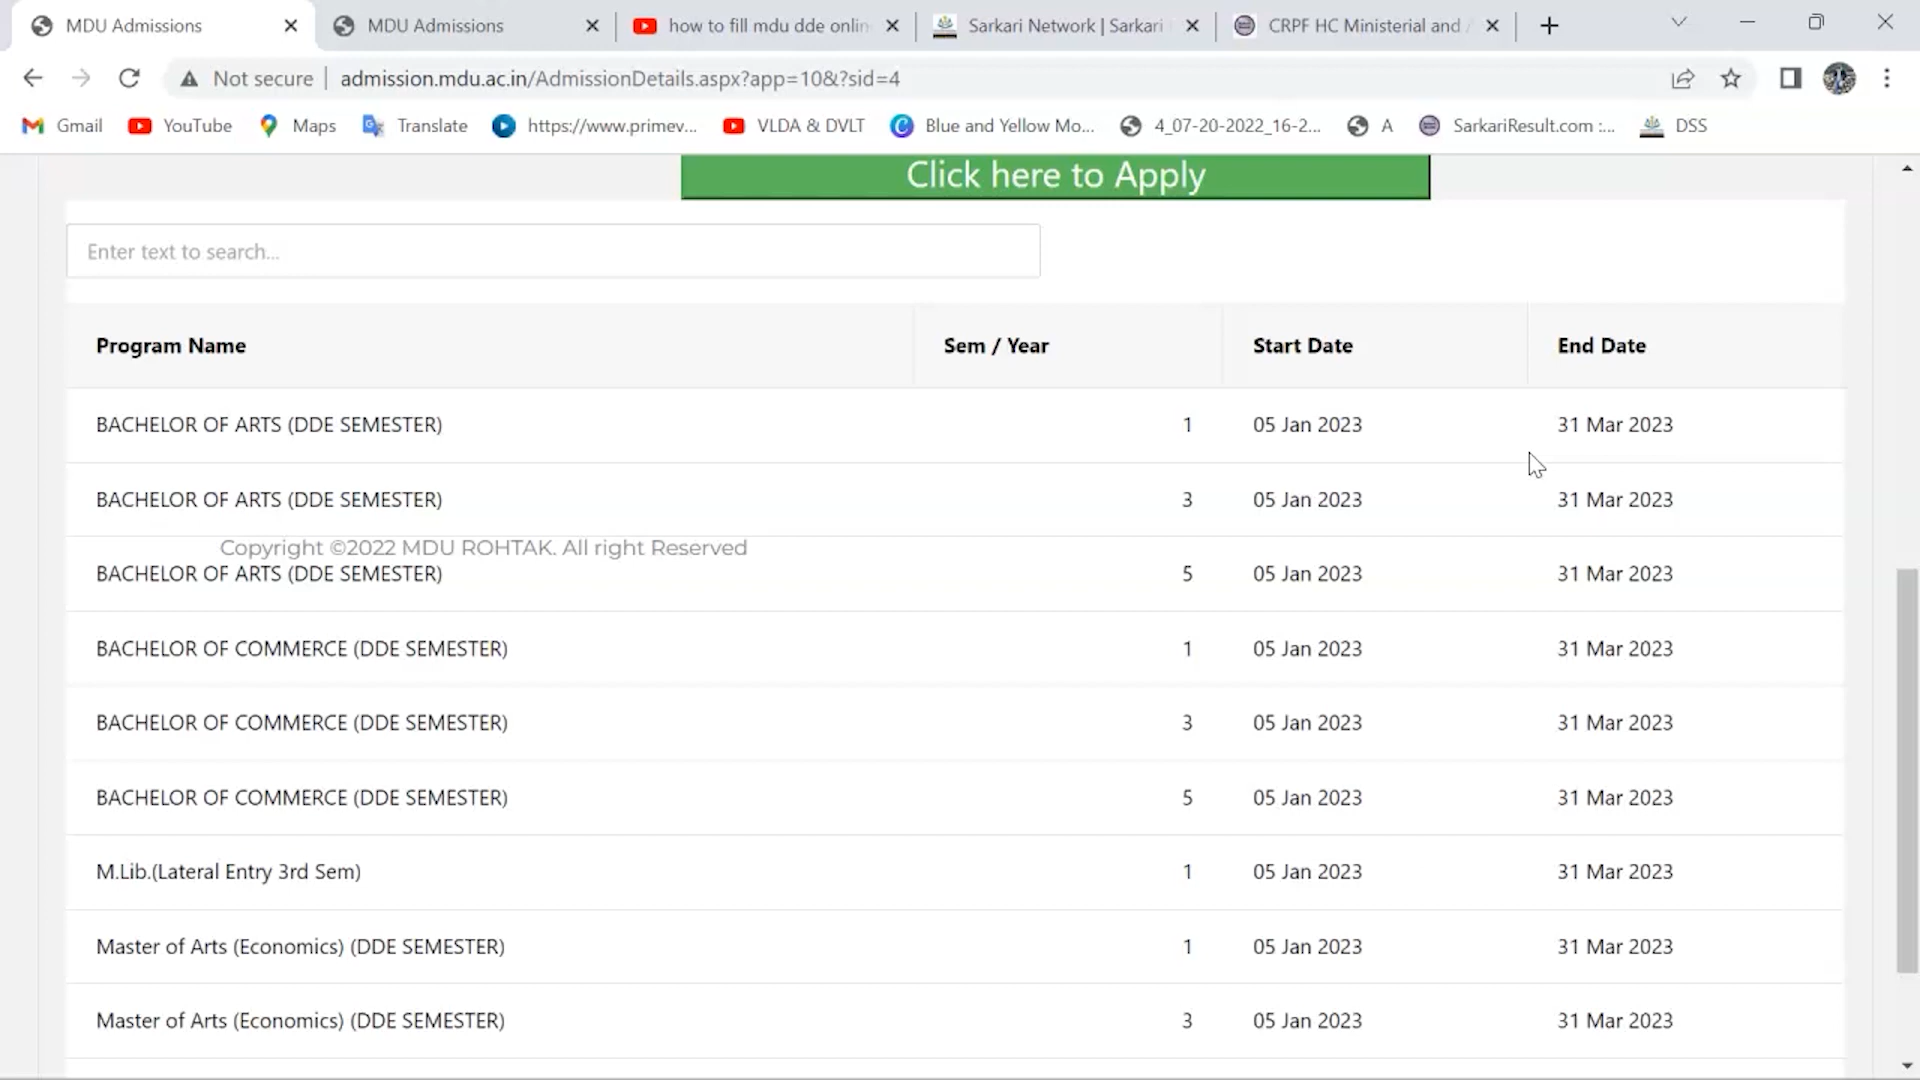 MDU Admissions
MDU Admissions
how to fill mdu dde onlin
Sarkari Network | Sarkari
CRPF HC Ministerial and
Not secure
admission.mdu.ac.in/AdmissionDetails.aspx?app=10&?sid=4
Gmail
YouTube
Maps
Translate
https://www.primev...
VLDA & DVLT
Blue and Yellow Mo...
4_07-20-2022_16-2...
A
SarkariResult.com :...
DSS
Click here to Apply
Enter text to search...
Program Name Sem / Year Start Date End Date
BACHELOR OF ARTS (DDE SEMESTER) 1 05 Jan 2023 31 Mar 2023
BACHELOR OF ARTS (DDE SEMESTER) 3 05 Jan 2023 31 Mar 2023
Copyright ©2022 MDU ROHTAK. All right Reserved
BACHELOR OF ARTS (DDE SEMESTER) 5 05 Jan 2023 31 Mar 2023
BACHELOR OF COMMERCE (DDE SEMESTER) 1 05 Jan 2023 31 Mar 2023
BACHELOR OF COMMERCE (DDE SEMESTER) 3 05 Jan 2023 31 Mar 2023
BACHELOR OF COMMERCE (DDE SEMESTER) 5 05 Jan 2023 31 Mar 2023
M.Lib.(Lateral Entry 3rd Sem) 1 05 Jan 2023 31 Mar 2023
Master of Arts (Economics) (DDE SEMESTER) 1 05 Jan 2023 31 Mar 2023
Master of Arts (Economics) (DDE SEMESTER) 3 05 Jan 2023 31 Mar 2023